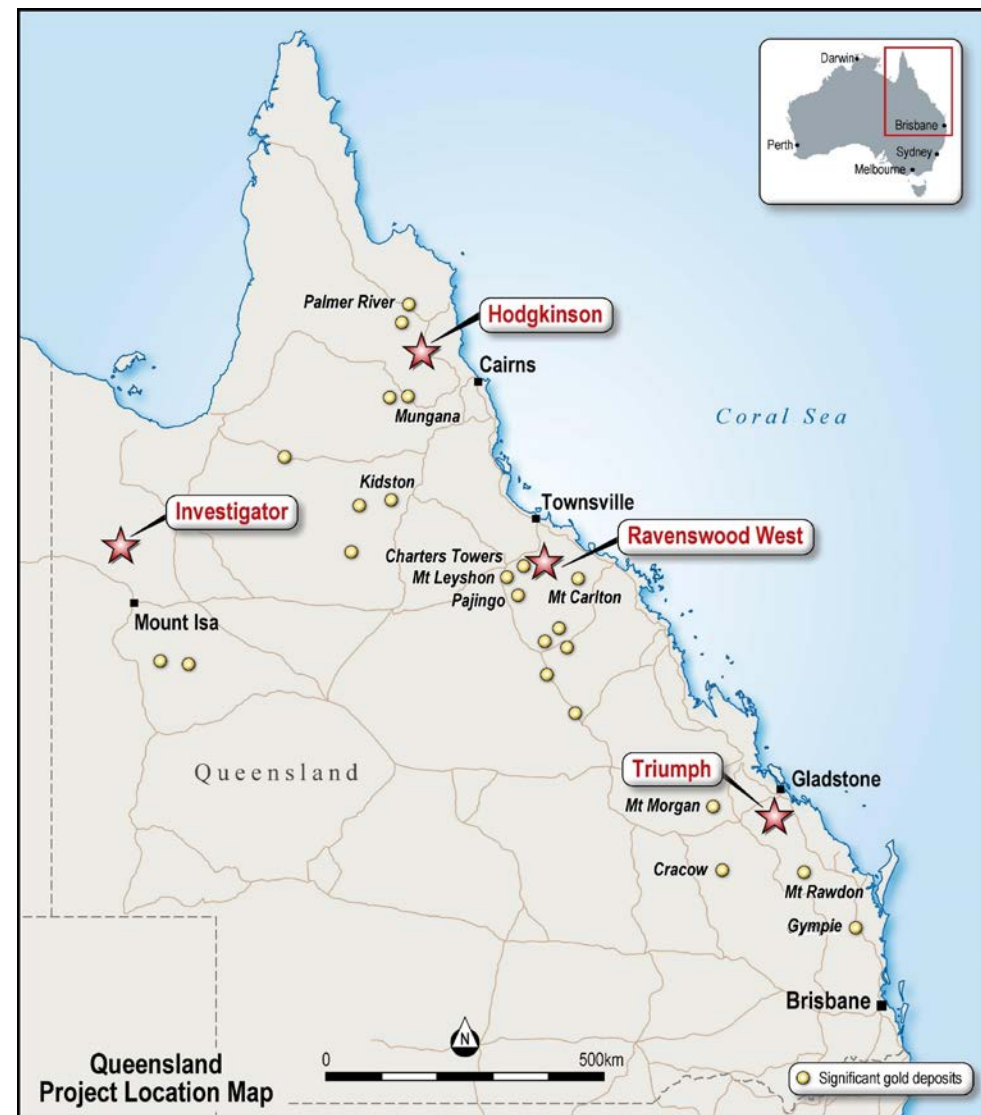 Darwin
Brisbane
Perth
Sydney
Melbourne
Palmer River
Hodgkinson
Cairns
Mungana
Coral Sea
Kidston
Investigator
Townsville
Ravenswood West
Charters Towers
Mt Leyshon
Pajingo
Mt Carlton
Mount Isa
Queensland
Triumph
Gladstone
Mt Morgan
Cracow
Mt Rawdon
Gympie
Brisbane
N
0
500km
Queensland
Project Location Map
Significant gold deposits